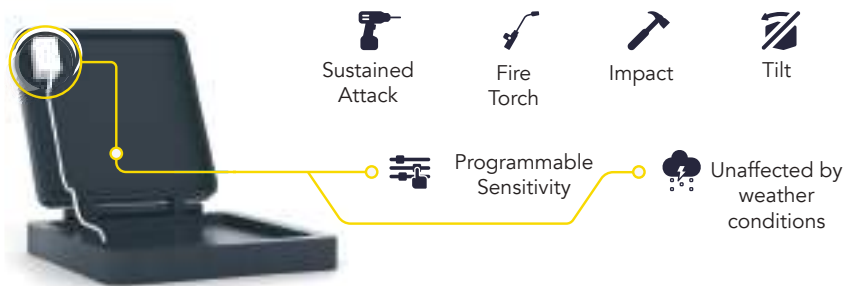 Sustained
Attack
Fire
Torch
Impact
Tilt
Programmable
Sensitivity
Unaffected by
weather
conditions